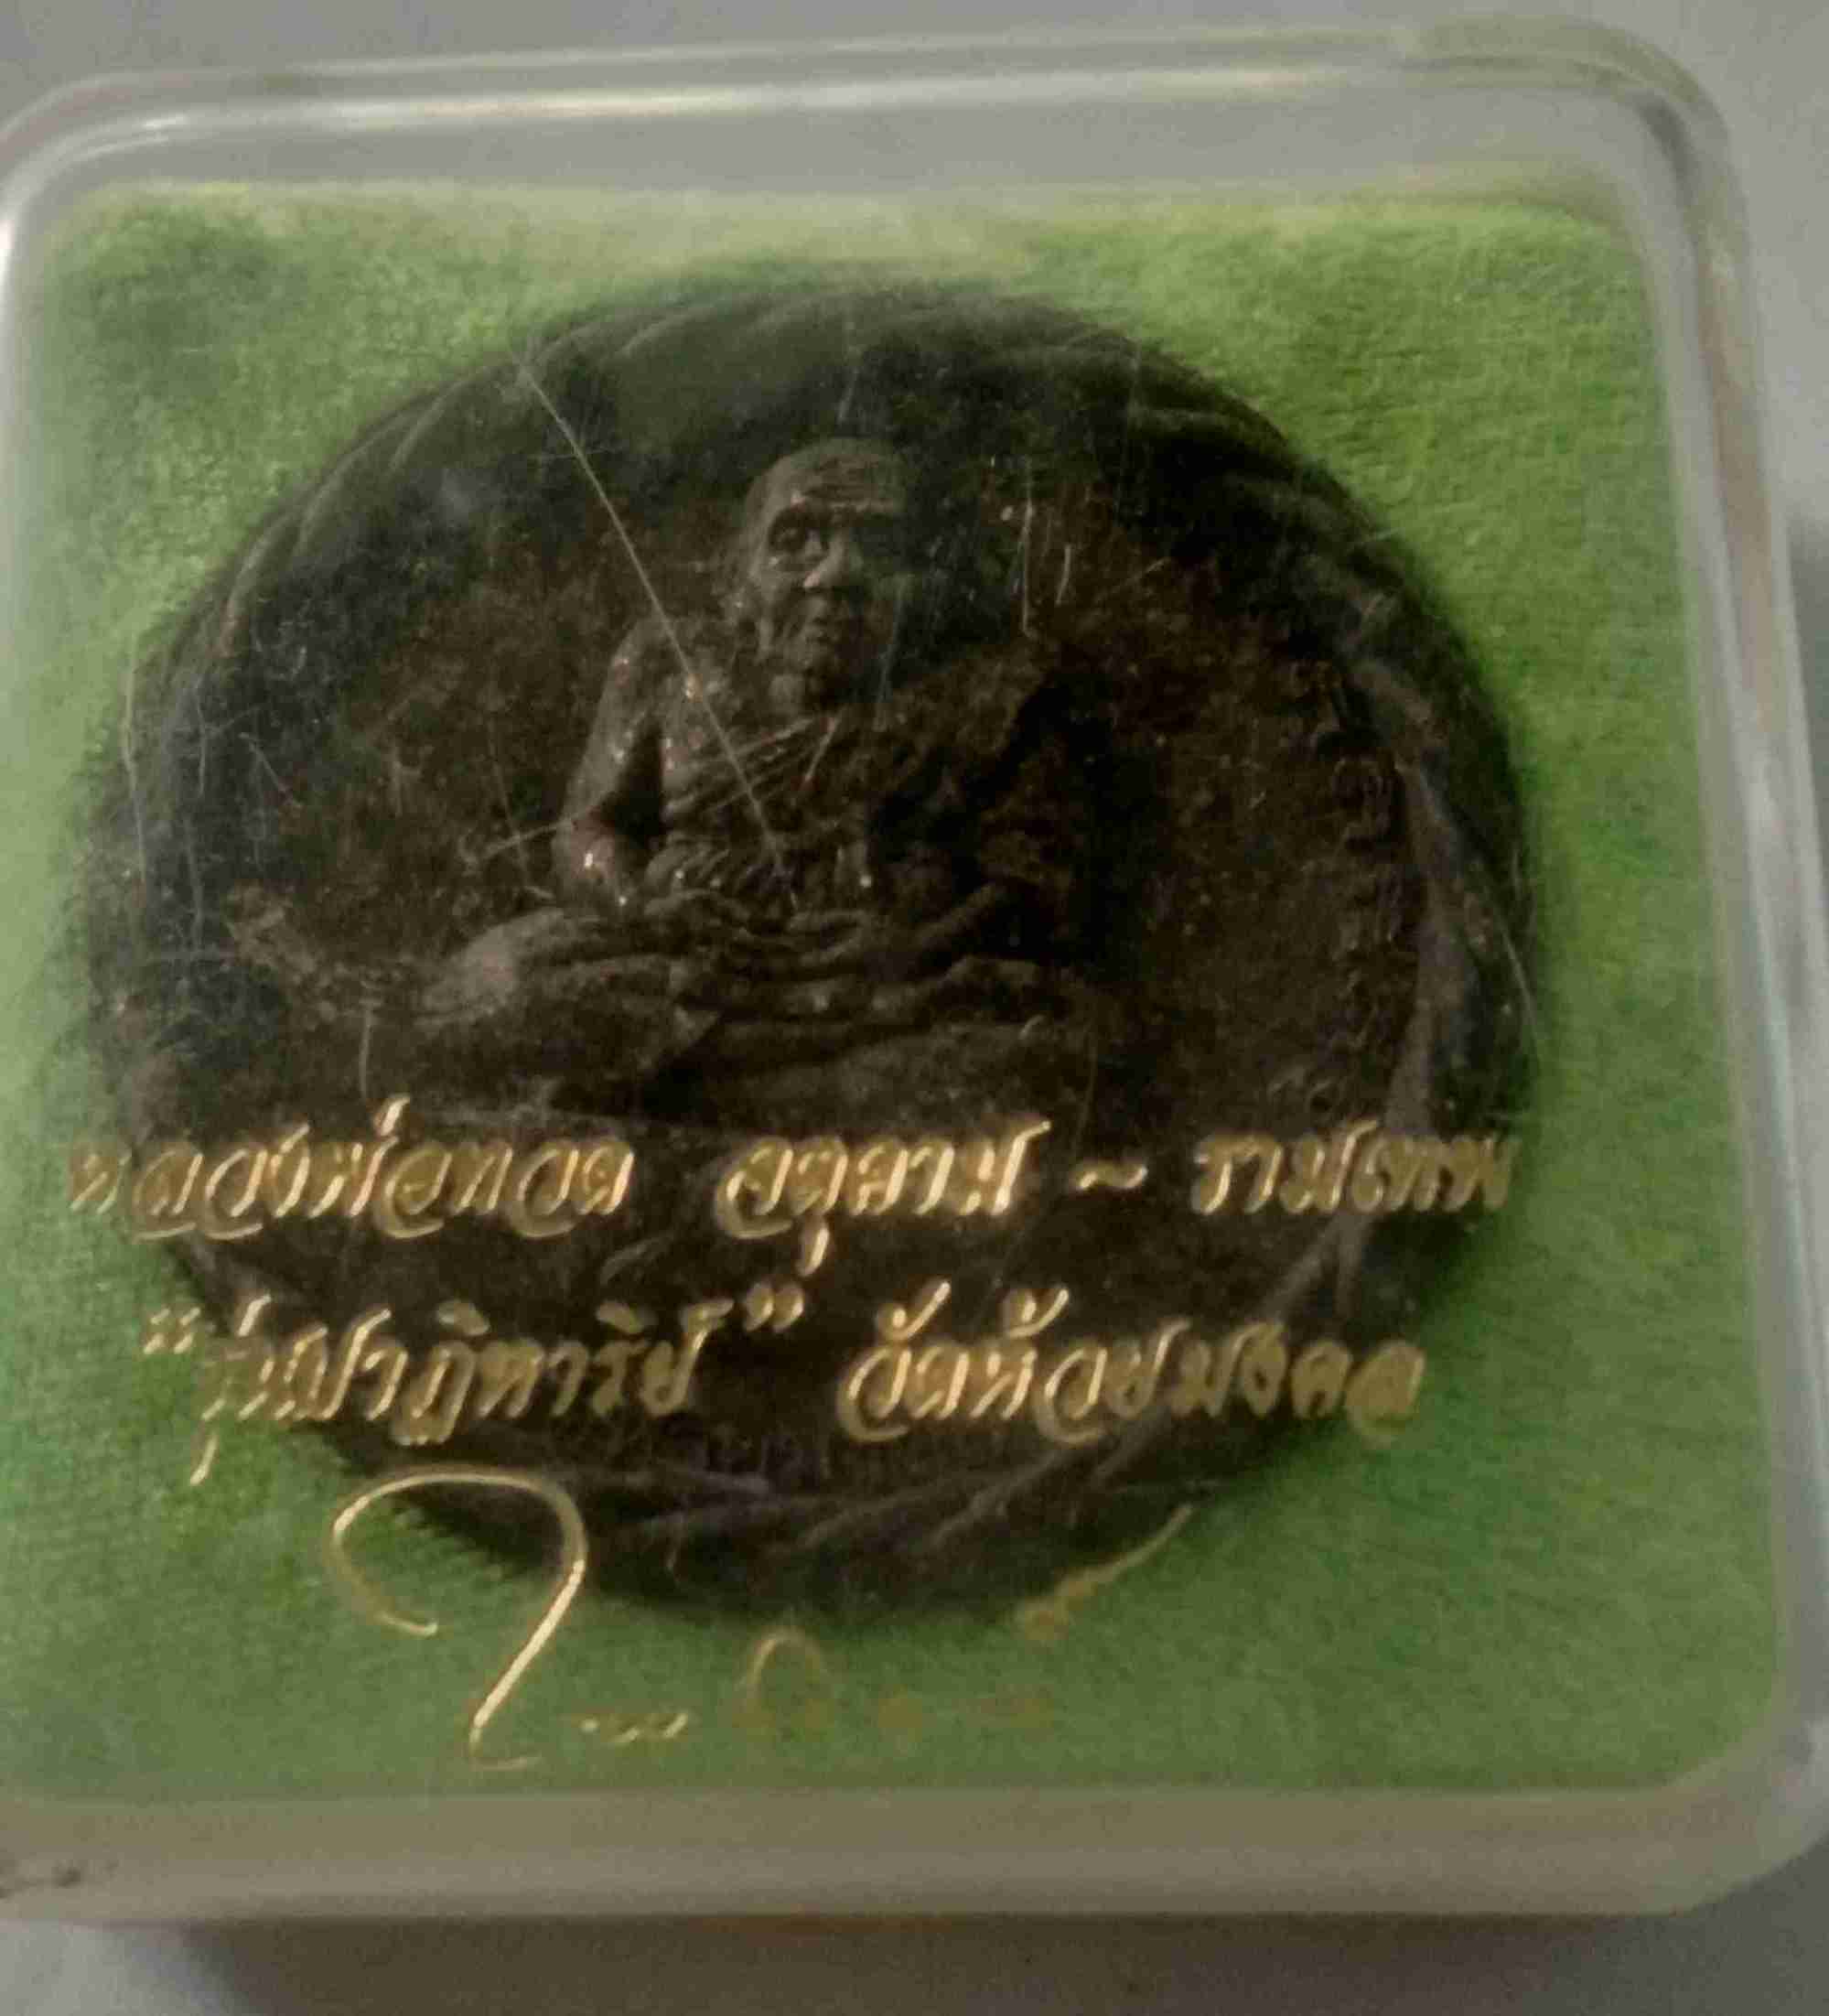 หลวงพ่อทวด จตุคาม ~ รามเทพ
“รุ่นปาฏิหาริย์” วัดห้วยมงคล